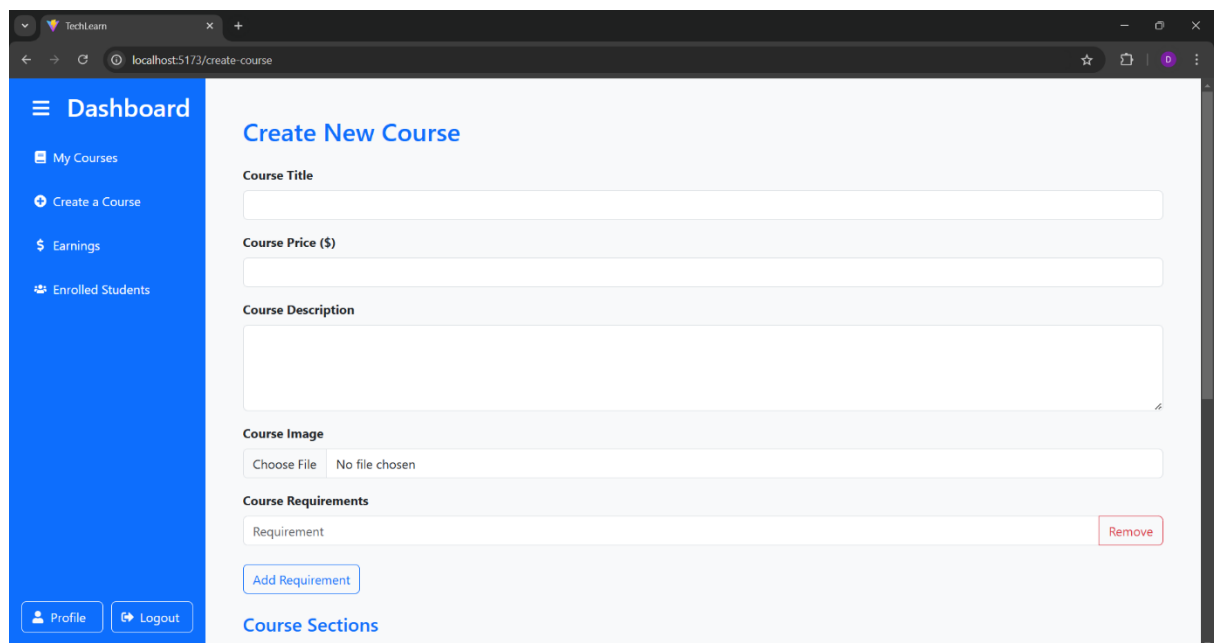 TechLearn
localhost:5173/create-course
D
Dashboard
My Courses
Create a Course
$ Earnings
Enrolled Students
Profile
Logout
Create New Course
Course Title
Course Price ($)
Course Description
Course Image
Choose File No file chosen
Course Requirements
Requirement Remove
Add Requirement
Course Sections